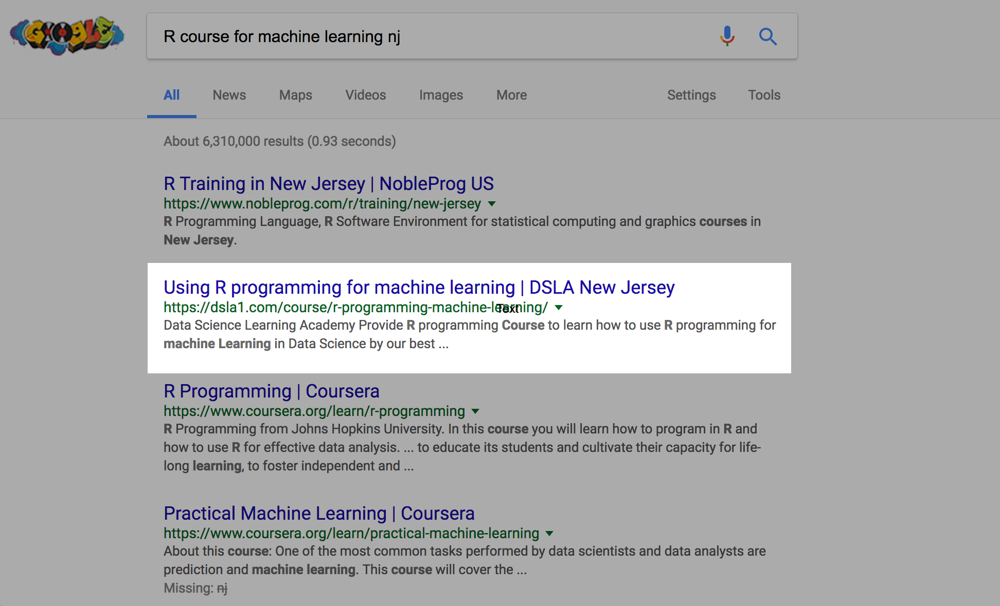 GOOGLE
R course for machine learning nj
All News Maps Videos Images More Settings Tools
About 6,310,000 results (0.93 seconds)
R Training in New Jersey | NobleProg US
https://www.nobleprog.com/r/training/new-jersey
R Programming Language, R Software Environment for statistical computing and graphics courses in
New Jersey.
Using R programming for machine learning | DSLA New Jersey
https://dsla1.com/course/r-programming-machine-learning/
Text
Data Science Learning Academy Provide R programming Course to learn how to use R programming for
machine Learning in Data Science by our best ...
R Programming | Coursera
https://www.coursera.org/learn/r-programming
R Programming from Johns Hopkins University. In this course you will learn how to program in R and
how to use R for effective data analysis. ... to educate its students and cultivate their capacity for life-
long learning, to foster independent and ...
Practical Machine Learning | Coursera
https://www.coursera.org/learn/practical-machine-learning
About this course: One of the most common tasks performed by data scientists and data analysts are
prediction and machine learning. This course will cover the ...
Missing: nj